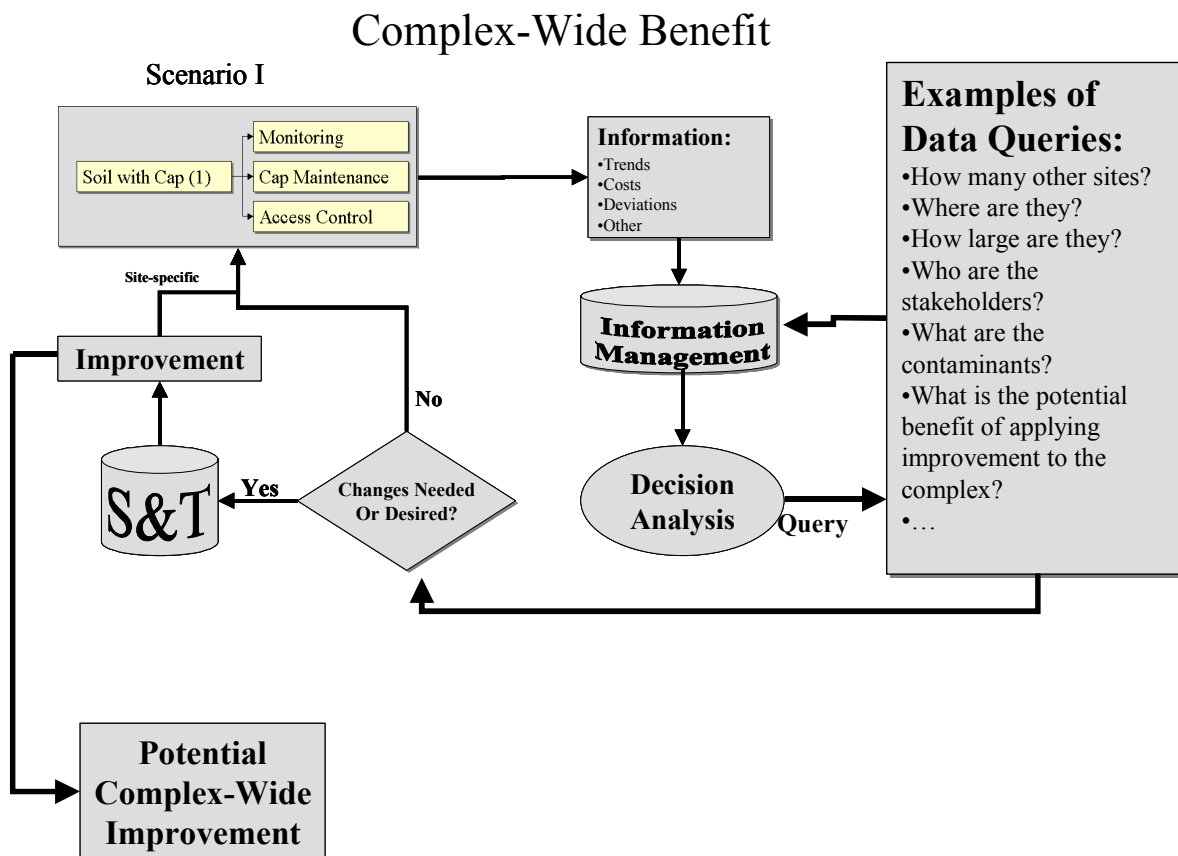 Complex-Wide Benefit
Scenario I
Soil with Cap (1)
Monitoring
Cap Maintenance
Access Control
Information:
•Trends
•Costs
•Deviations
•Other
Examples of
Data Queries:
•How many other sites?
•Where are they?
•How large are they?
•Who are the
stakeholders?
•What are the
contaminants?
•What is the potential
benefit of applying
improvement to the
complex?
•…
Site-specific
Information
Management
Improvement
No
S&T
Yes
Changes Needed
Or Desired?
Decision
Analysis
Query
Potential
Complex-Wide
Improvement